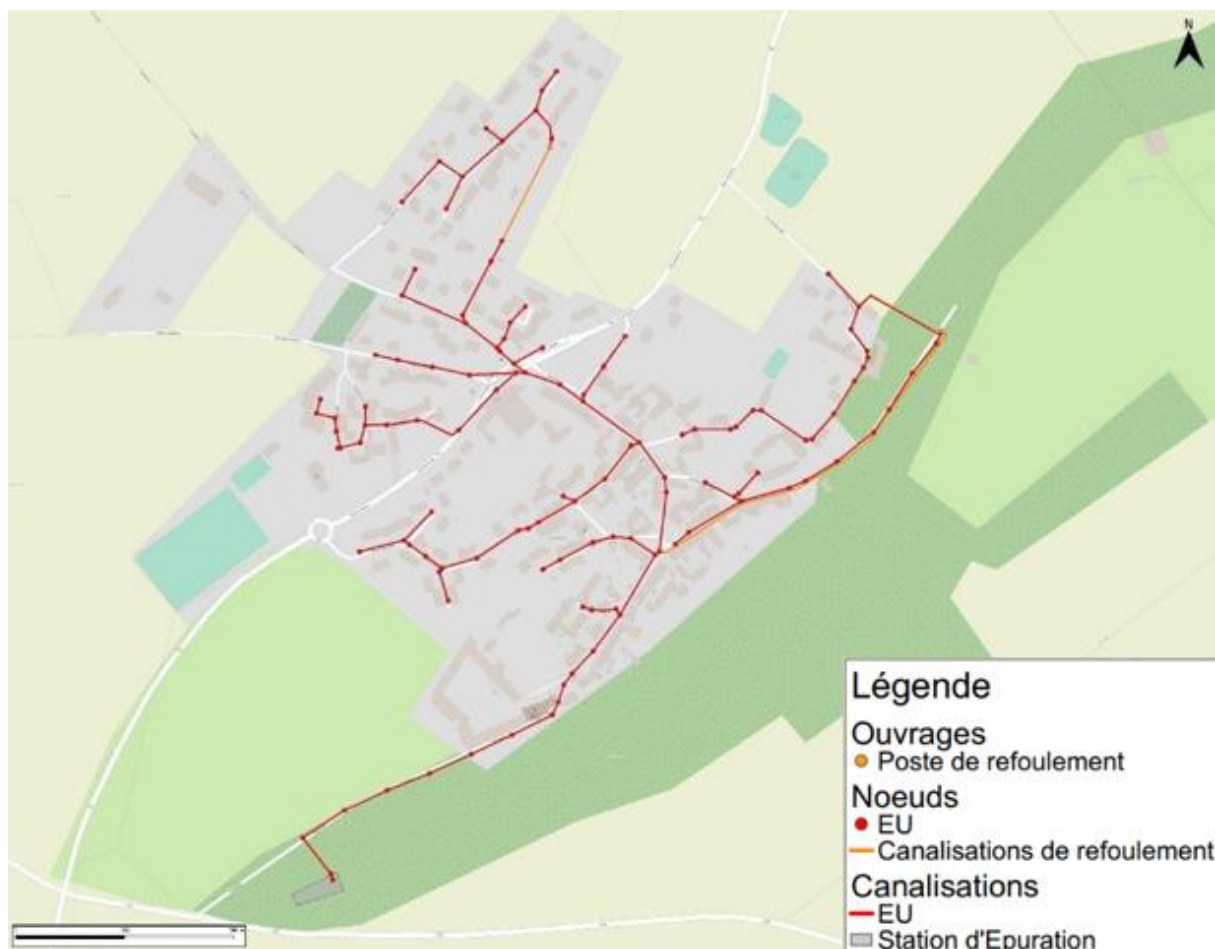 N
Légende
Ouvrages
Poste de refoulement
Noeuds
EU
Canalisations de refoulement
Canalisations
EU
Station d'Epuration